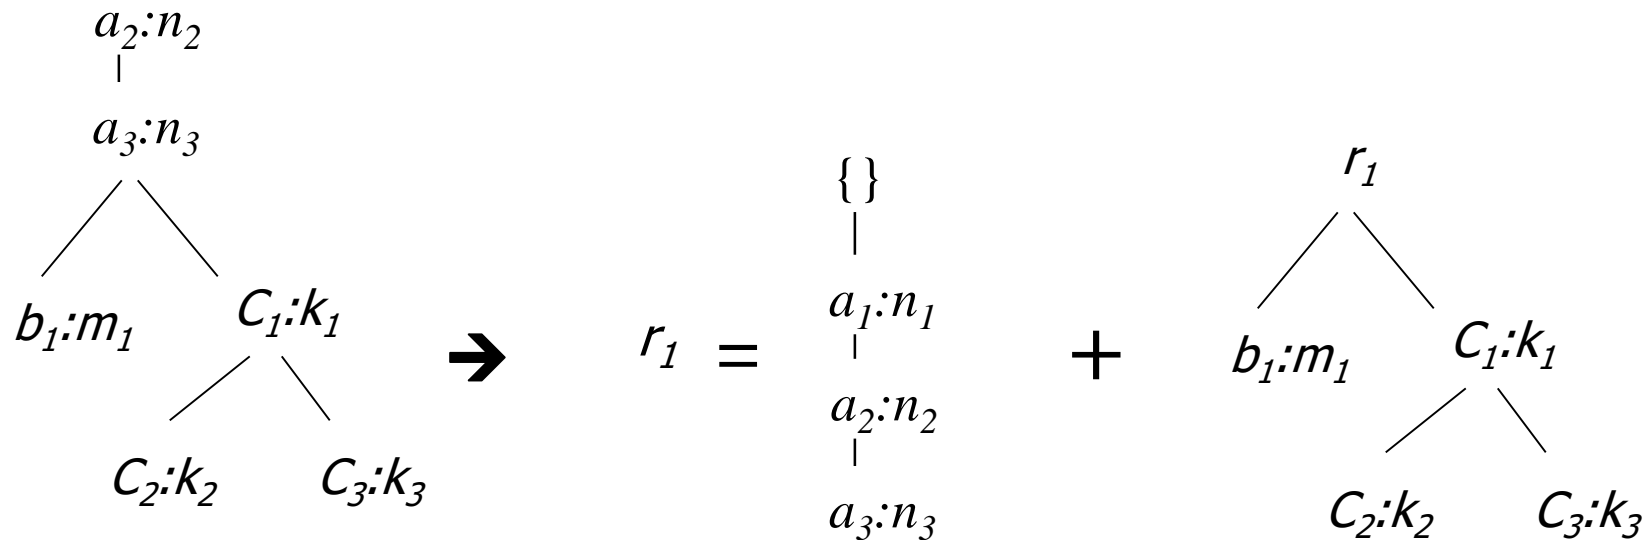 a₂:n₂
a₃:n₃
b₁:m₁
C₁:k₁
C₂:k₂
C₃:k₃
➔
r₁ =
{}
a₁:n₁
a₂:n₂
a₃:n₃
+
r₁
b₁:m₁
C₁:k₁
C₂:k₂
C₃:k₃